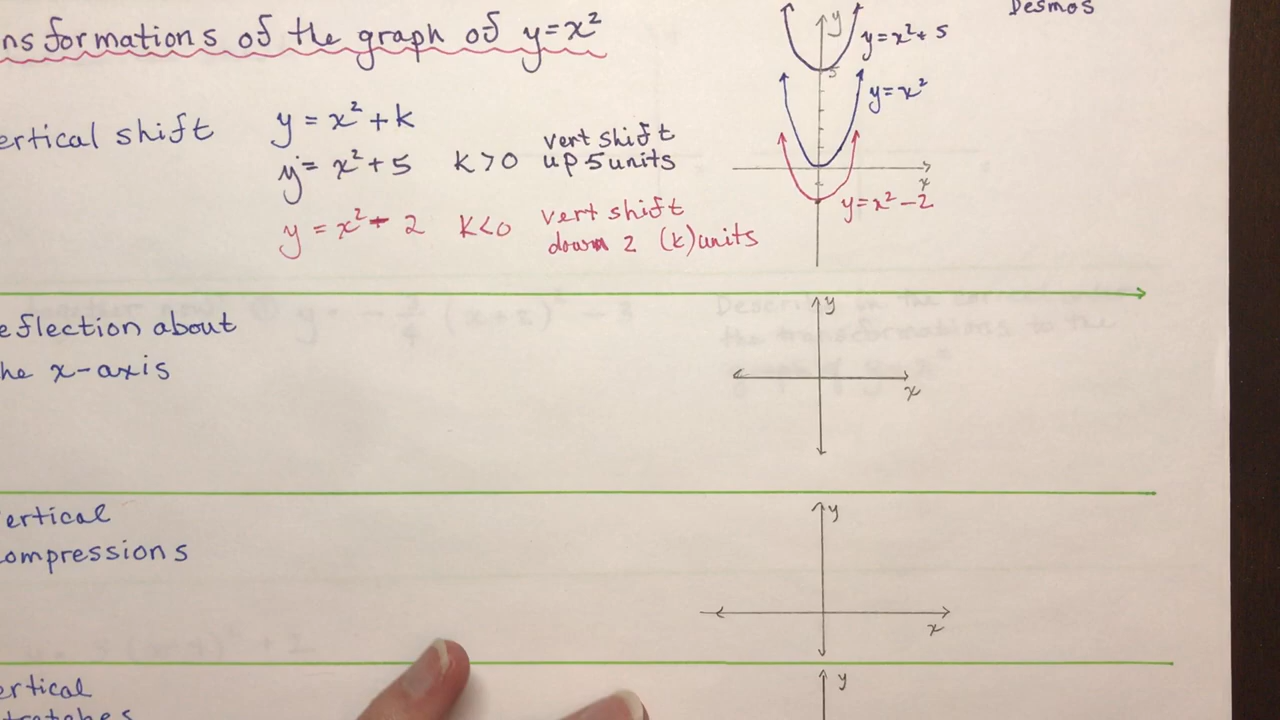 nsformations of the graph of y=x²
Desmos
ertical shift
y = x² + k
y = x² + 5 k > 0 vert shift
up 5 units
y = x² - 2 k < 0 vert shift
down 2 (k) units
y
y = x² + 5
5
y = x²
x
y = x² - 2
eflection about
he x-axis
y
x
ertical
ompressions
y
x
ertical
y